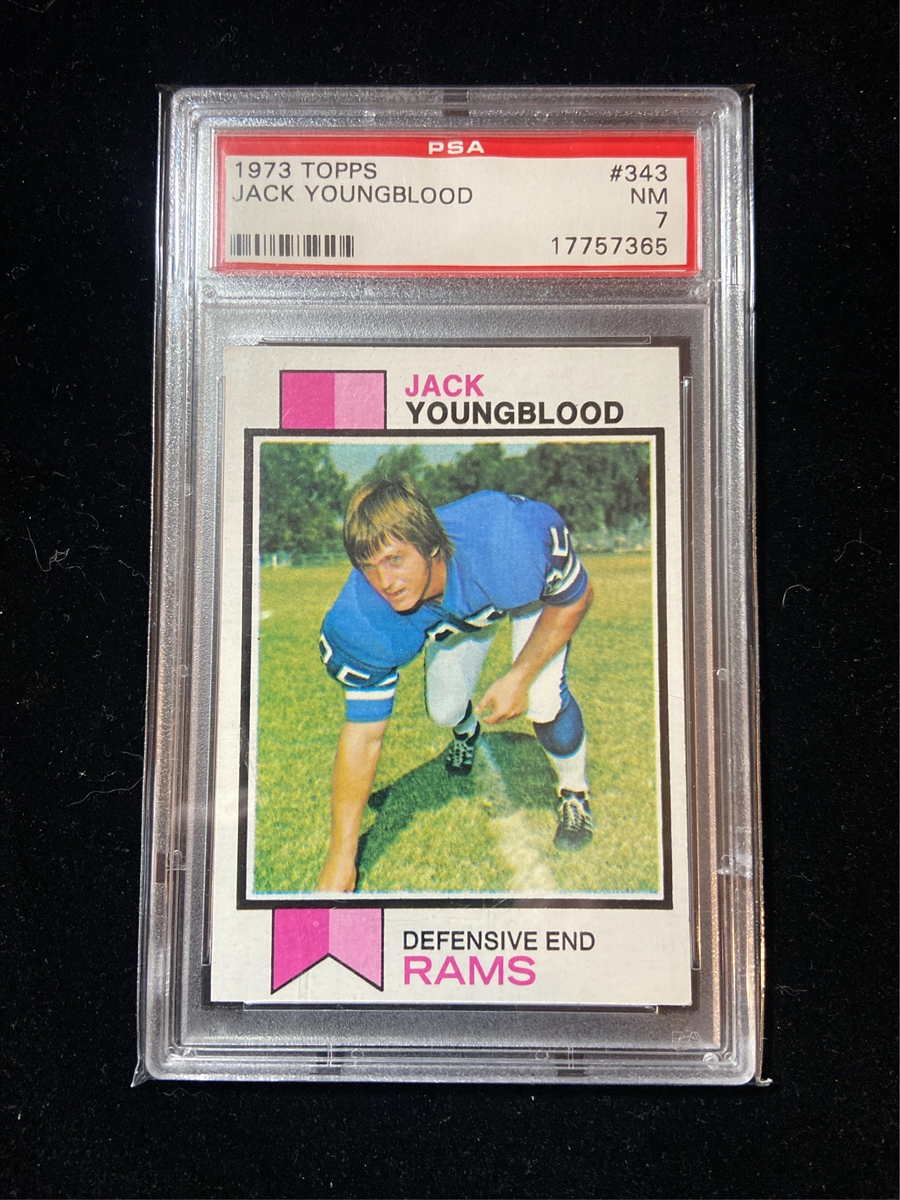 PSA
1973 TOPPS #343
JACK YOUNGBLOOD NM
7
17757365
JACK
YOUNGBLOOD
DEFENSIVE END
RAMS